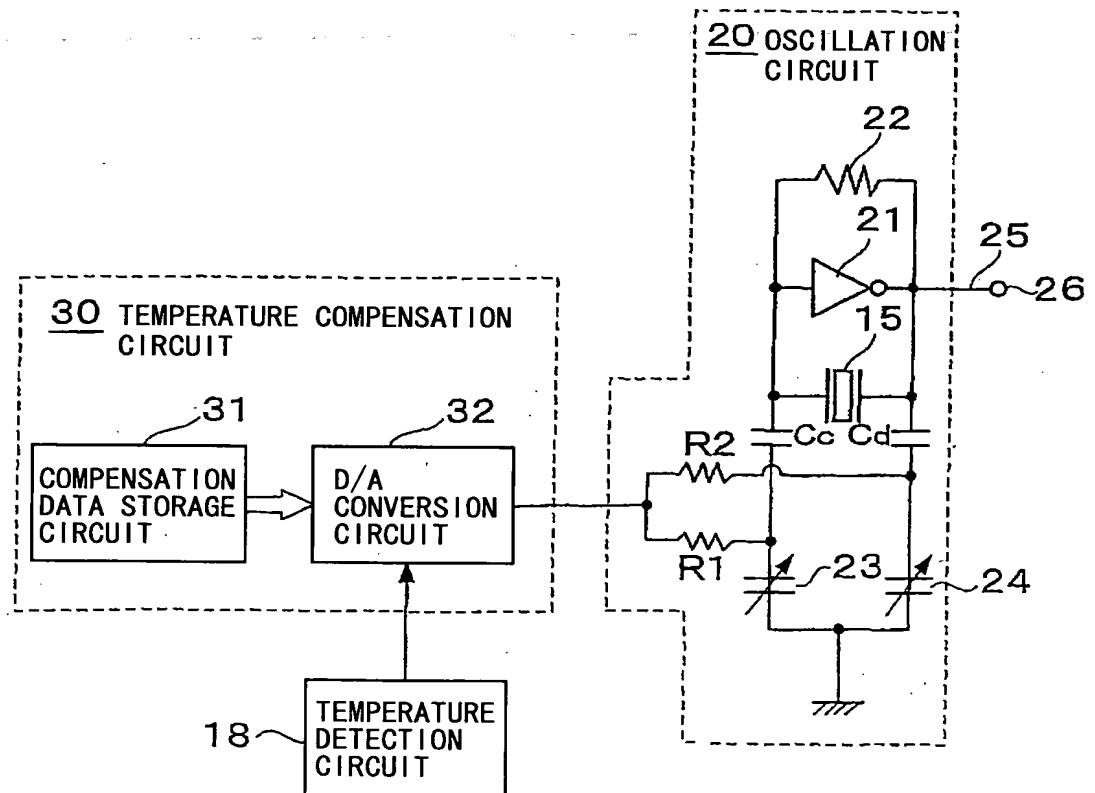 20 OSCILLATION
CIRCUIT
22
21
25
26
15
30 TEMPERATURE COMPENSATION
CIRCUIT
31
32
Cc
Cd
R2
COMPENSATION
DATA STORAGE
CIRCUIT
D/A
CONVERSION
CIRCUIT
R1
23
24
18
TEMPERATURE
DETECTION
CIRCUIT